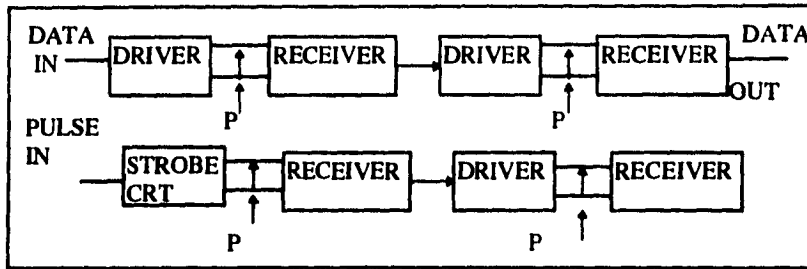 DATA IN
DRIVER
RECEIVER
DRIVER
RECEIVER
DATA OUT
P
P
PULSE IN
STROBE CRT
RECEIVER
DRIVER
RECEIVER
P
P